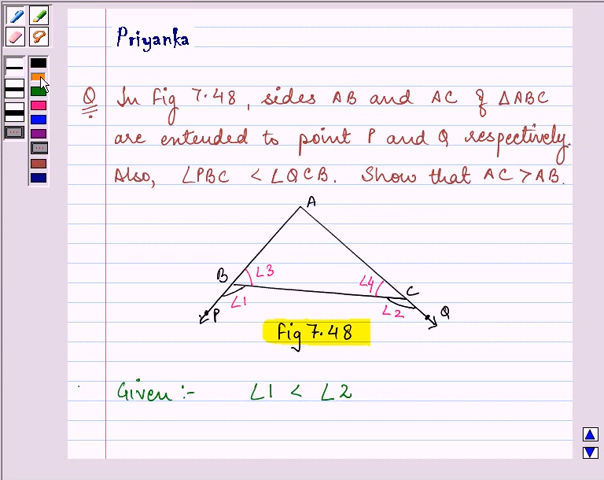 Priyanka
Q In Fig 7.48, sides AB and AC of ΔABC
are entended to point P and Q respectively.
Also, ∠PBC < ∠QCB. Show that AC > AB.
A
B ∠3 ∠4 C
∠1 ∠2
P Q
Fig 7.48
Given :- ∠1 < ∠2